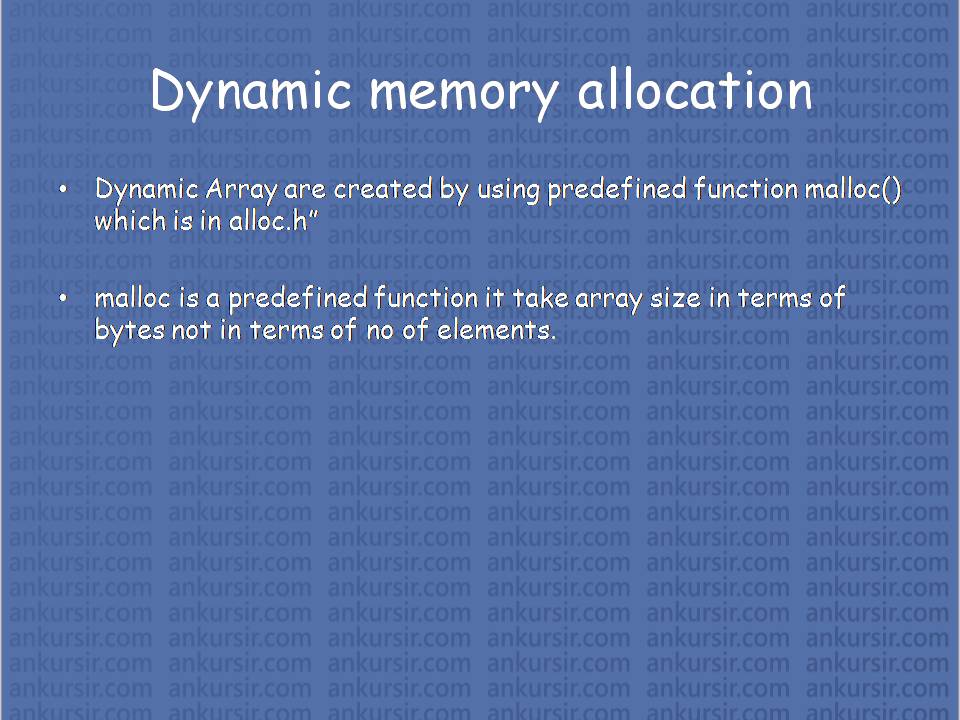 Dynamic memory allocation
• Dynamic Array are created by using predefined function malloc()
which is in alloc.h”
• malloc is a predefined function it take array size in terms of
bytes not in terms of no of elements.
ankursir.com